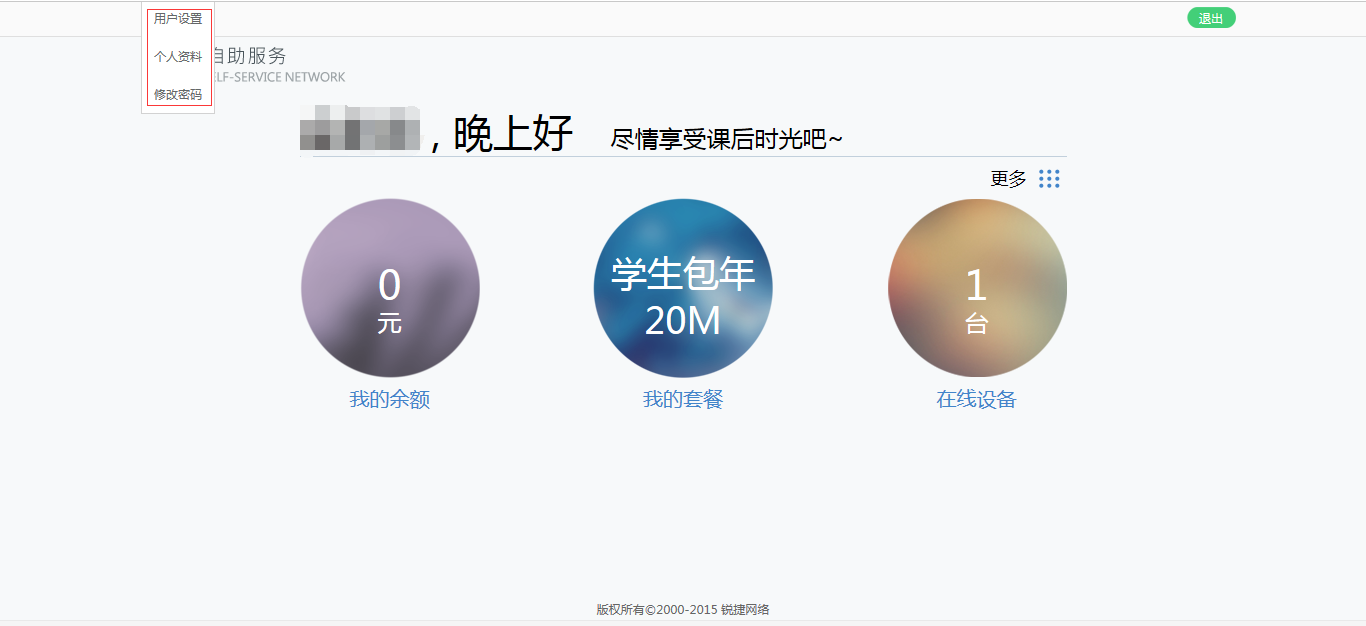 用户设置
退出
个人资料
自助服务
ELF-SERVICE NETWORK
修改密码
, 晚上好
尽情享受课后时光吧~
更多
0
元
学生包年
20M
1
台
我的余额
我的套餐
在线设备
版权所有©2000-2015 锐捷网络